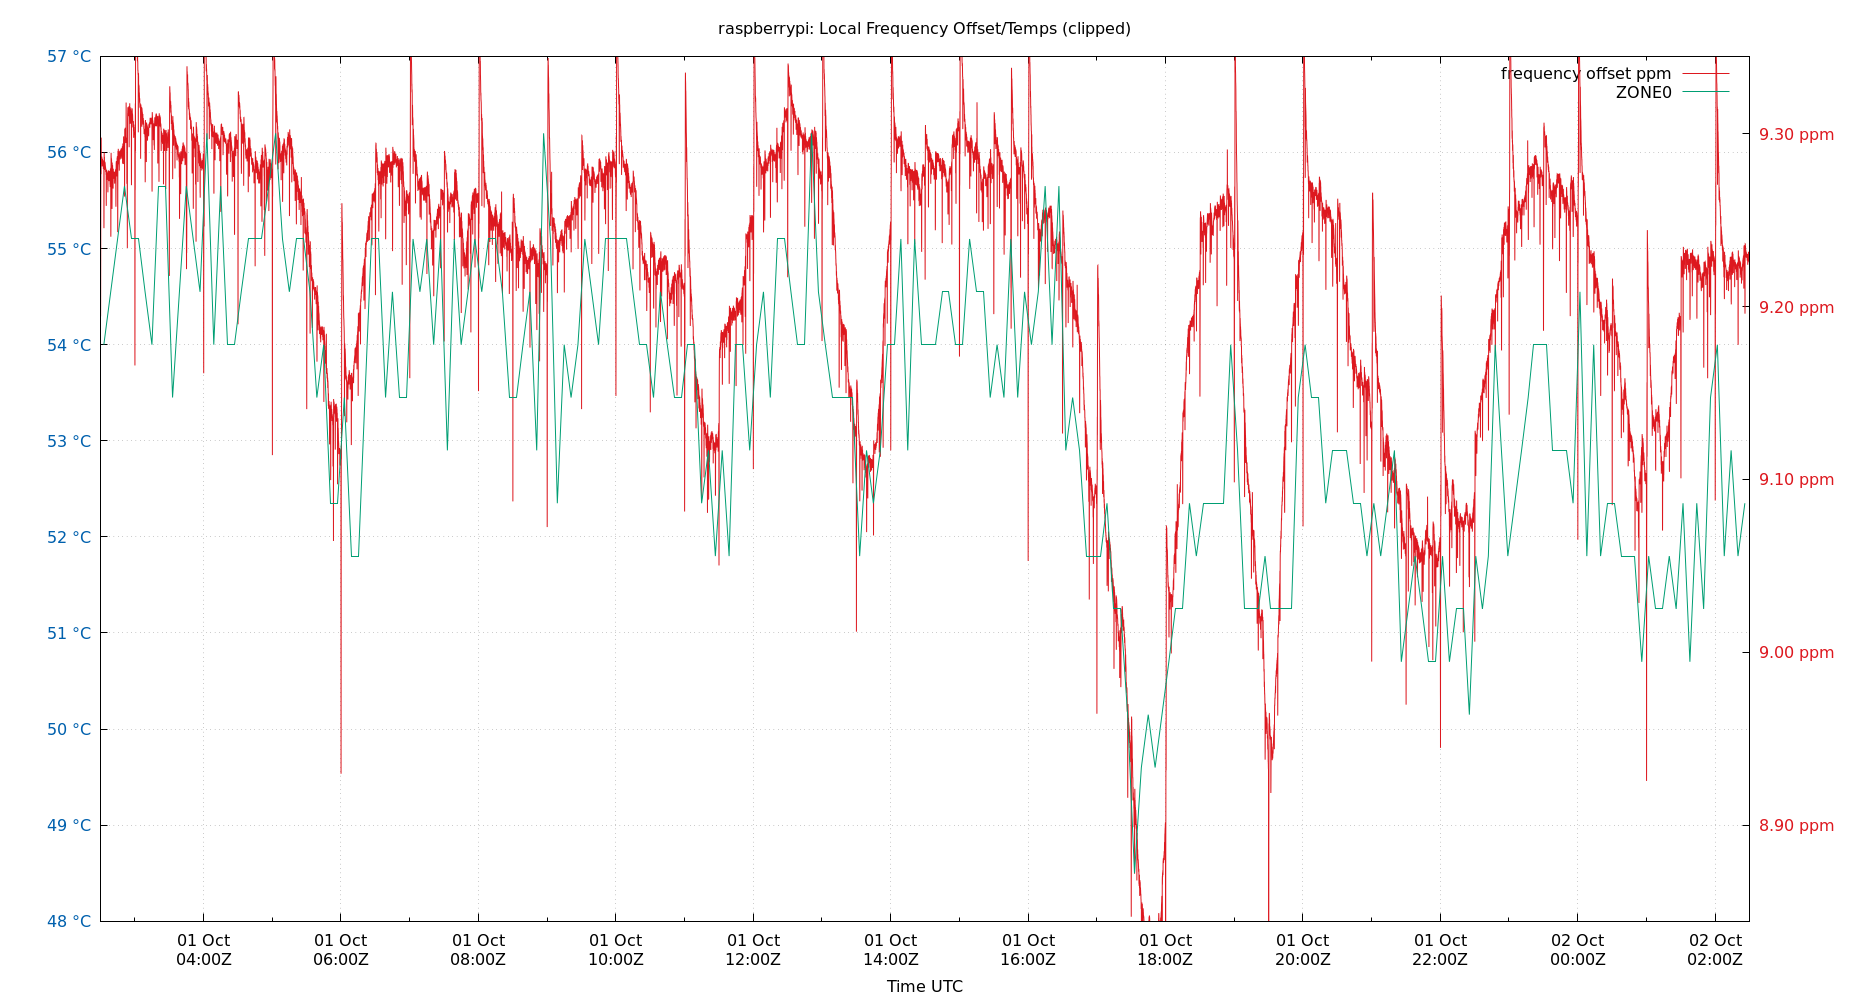 raspberrypi: Local Frequency Offset/Temps (clipped)
frequency offset ppm
ZONE0
57 °C
56 °C
55 °C
54 °C
53 °C
52 °C
51 °C
50 °C
49 °C
48 °C
9.30 ppm
9.20 ppm
9.10 ppm
9.00 ppm
8.90 ppm
01 Oct
04:00Z
01 Oct
06:00Z
01 Oct
08:00Z
01 Oct
10:00Z
01 Oct
12:00Z
01 Oct
14:00Z
01 Oct
16:00Z
01 Oct
18:00Z
01 Oct
20:00Z
01 Oct
22:00Z
02 Oct
00:00Z
02 Oct
02:00Z
Time UTC